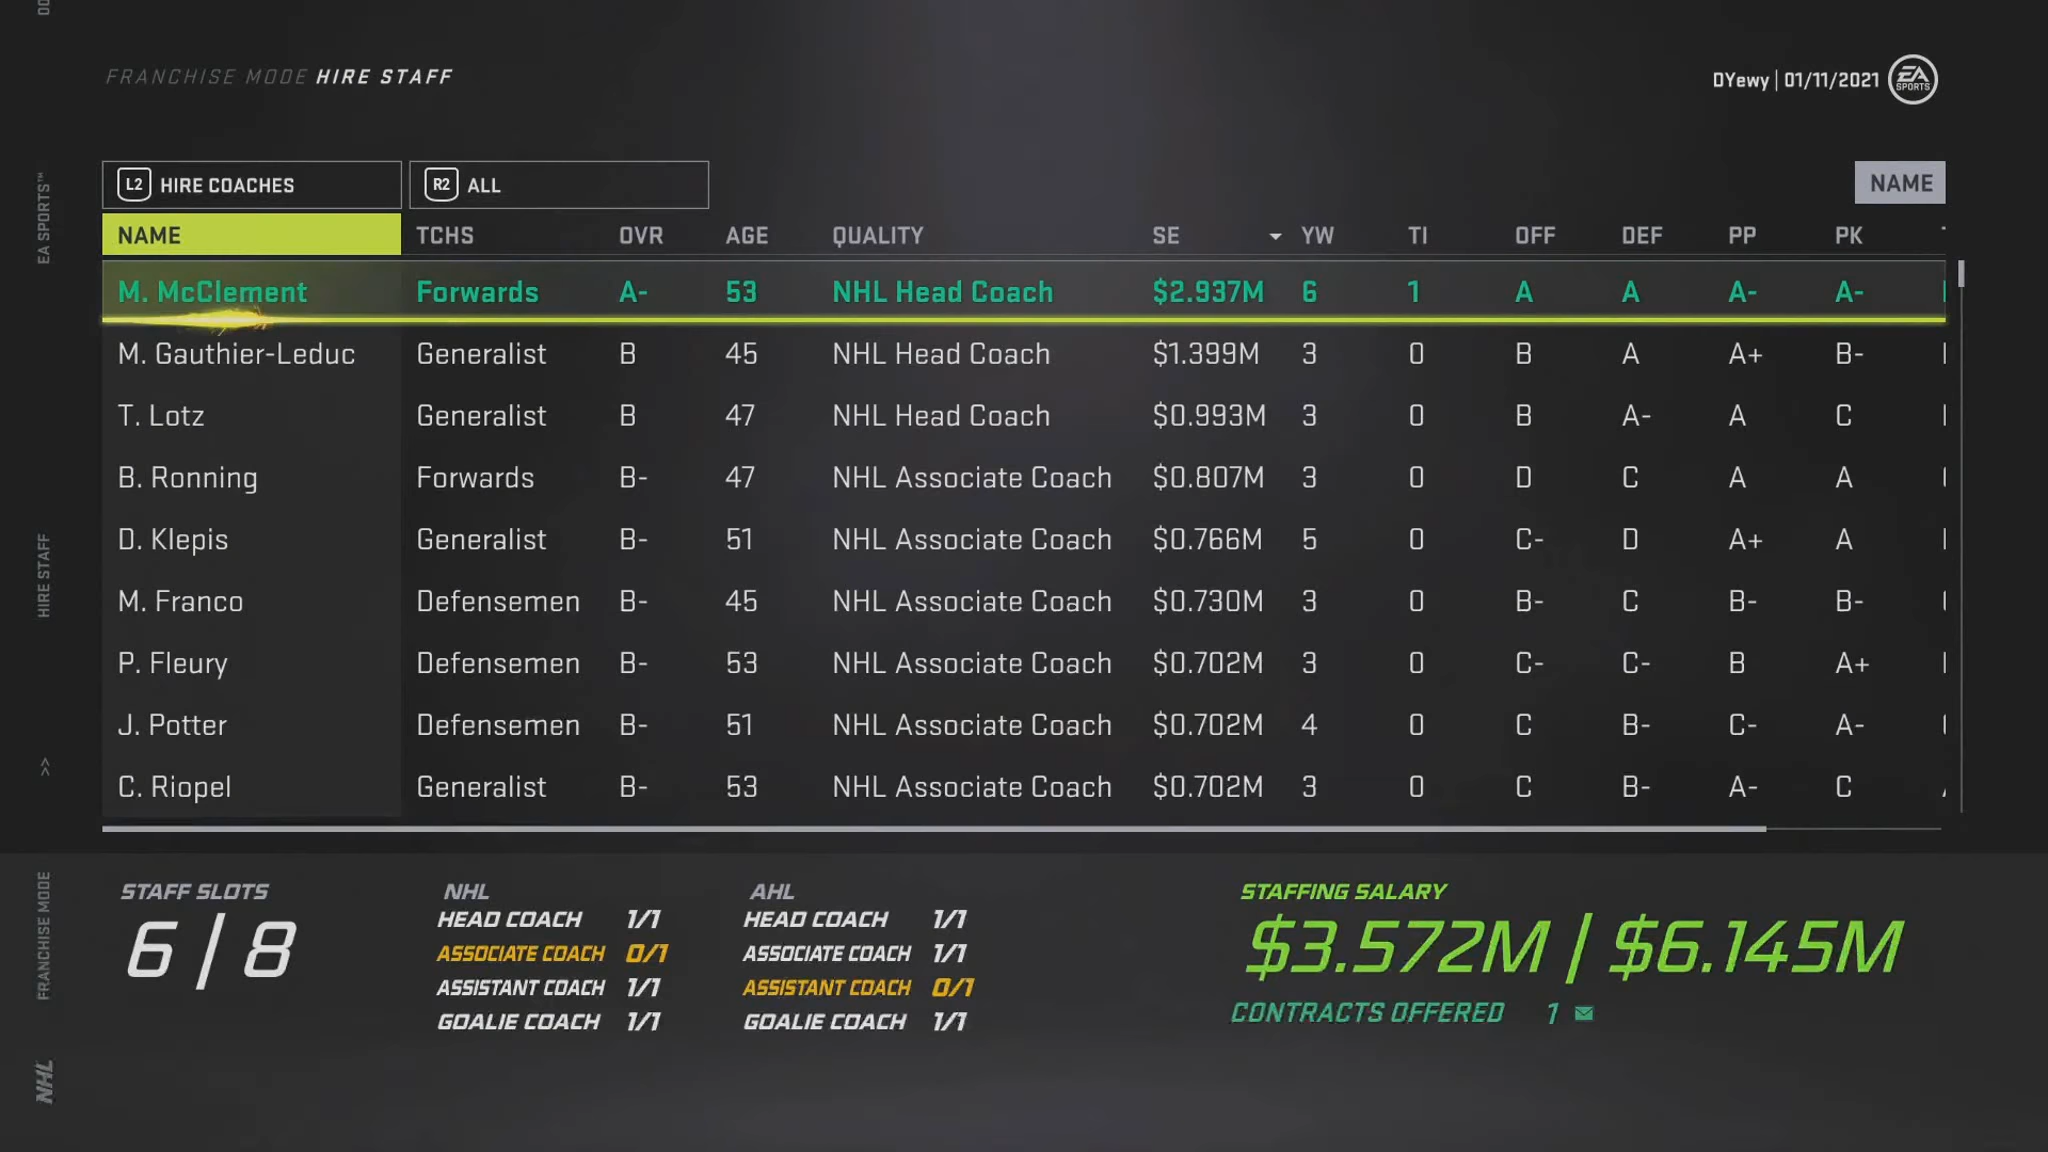 FRANCHISE MODE HIRE STAFF
DYewy | 01/11/2021
EA SPORTS
L2 HIRE COACHES R2 ALL NAME
NAME TCHS OVR AGE QUALITY SE YW TI OFF DEF PP PK
M. McClement Forwards A- 53 NHL Head Coach $2.937M 6 1 A A A- A-
M. Gauthier-Leduc Generalist B 45 NHL Head Coach $1.399M 3 0 B A A+ B-
T. Lotz Generalist B 47 NHL Head Coach $0.993M 3 0 B A- A C
B. Ronning Forwards B- 47 NHL Associate Coach $0.807M 3 0 D C A A
D. Klepis Generalist B- 51 NHL Associate Coach $0.766M 5 0 C- D A+ A
M. Franco Defensemen B- 45 NHL Associate Coach $0.730M 3 0 B- C B- B-
P. Fleury Defensemen B- 53 NHL Associate Coach $0.702M 3 0 C- C- B A+
J. Potter Defensemen B- 51 NHL Associate Coach $0.702M 4 0 C B- C- A-
C. Riopel Generalist B- 53 NHL Associate Coach $0.702M 3 0 C B- A- C
STAFF SLOTS
6 / 8
NHL
HEAD COACH 1/1
ASSOCIATE COACH 0/1
ASSISTANT COACH 1/1
GOALIE COACH 1/1
AHL
HEAD COACH 1/1
ASSOCIATE COACH 1/1
ASSISTANT COACH 0/1
GOALIE COACH 1/1
STAFFING SALARY
$3.572M / $6.145M
CONTRACTS OFFERED 1
NHL FRANCHISE MODE >> HIRE STAFF EA SPORTS™